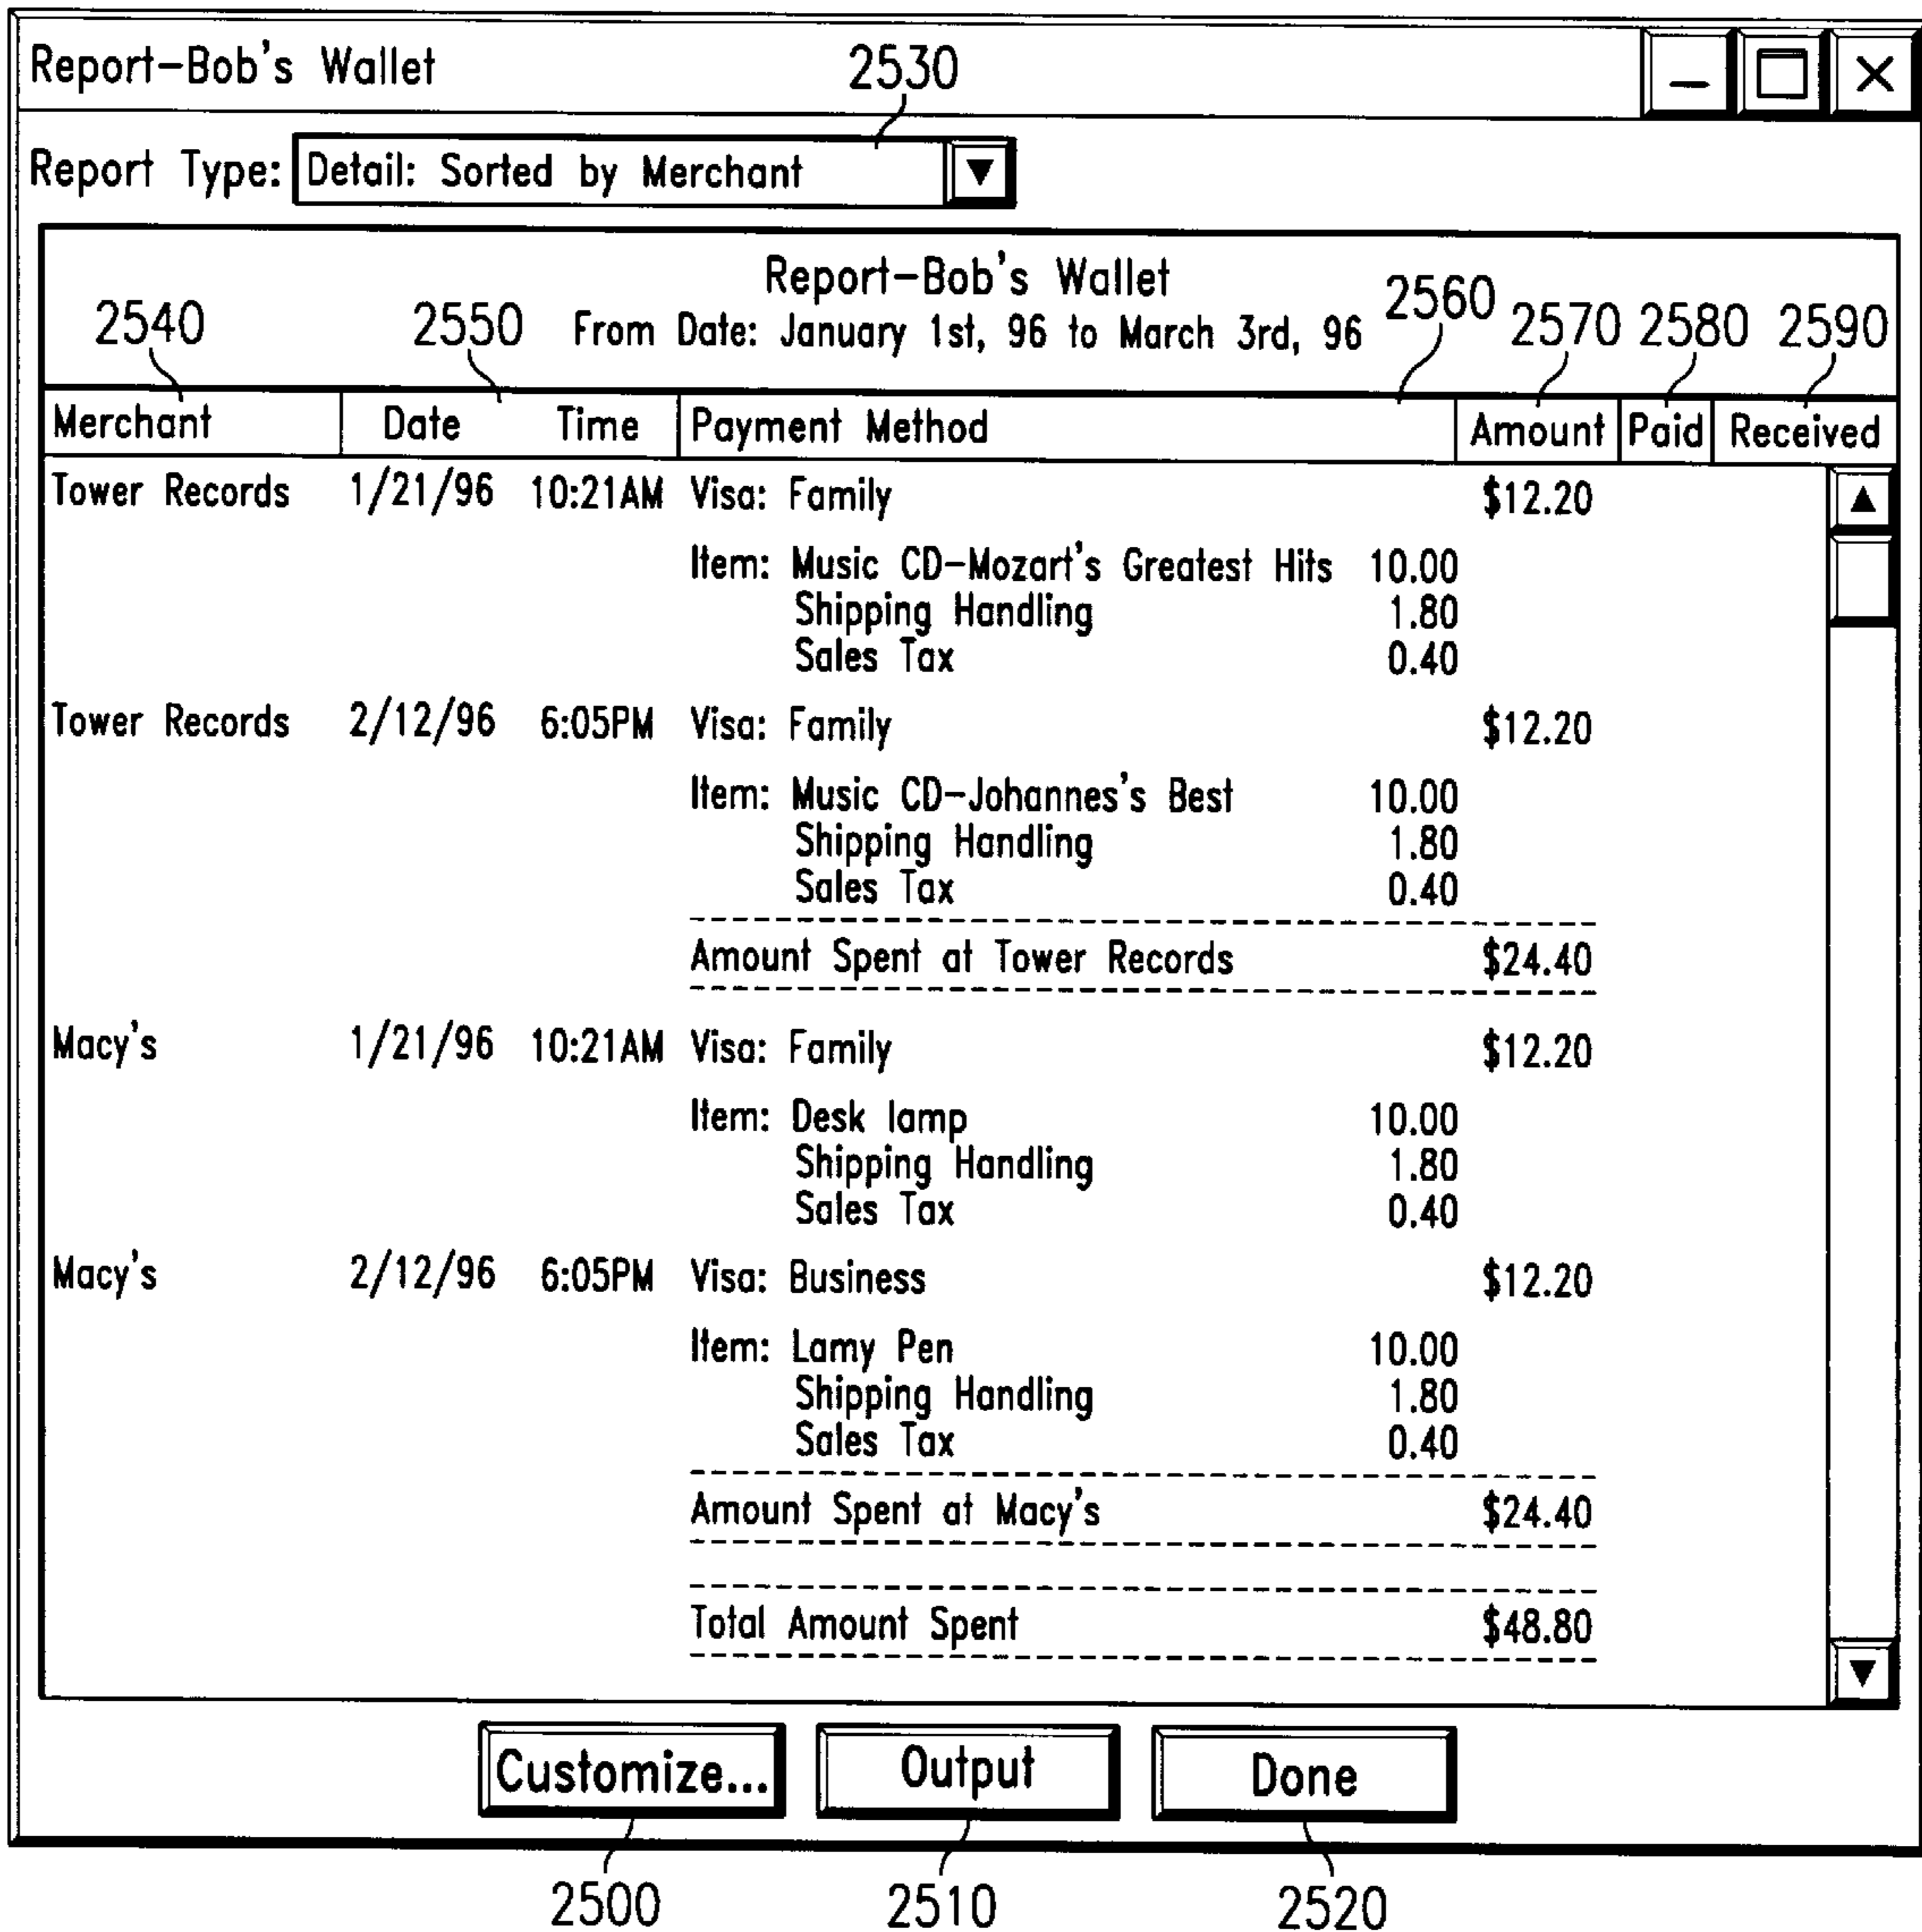 Report-Bob's Wallet 2530
Report Type: Detail: Sorted by Merchant
Report-Bob's Wallet
From Date: January 1st, 96 to March 3rd, 96
2540 2550 2560 2570 2580 2590
Merchant Date Time Payment Method Amount Paid Received
Tower Records 1/21/96 10:21AM Visa: Family $12.20
Item: Music CD-Mozart's Greatest Hits 10.00
Shipping Handling 1.80
Sales Tax 0.40
Tower Records 2/12/96 6:05PM Visa: Family $12.20
Item: Music CD-Johannes's Best 10.00
Shipping Handling 1.80
Sales Tax 0.40
Amount Spent at Tower Records $24.40
Macy's 1/21/96 10:21AM Visa: Family $12.20
Item: Desk lamp 10.00
Shipping Handling 1.80
Sales Tax 0.40
Macy's 2/12/96 6:05PM Visa: Business $12.20
Item: Lamy Pen 10.00
Shipping Handling 1.80
Sales Tax 0.40
Amount Spent at Macy's $24.40
Total Amount Spent $48.80
Customize... Output Done
2500 2510 2520